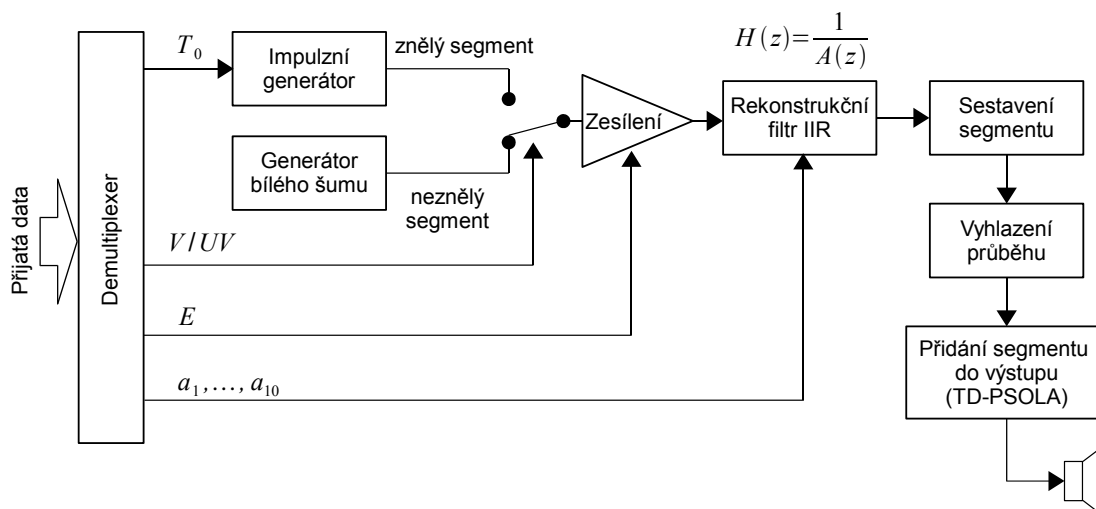 T₀
Impulzní
generátor
znělý segment
Generátor
bílého šumu
neznělý
segment
Zesílení
H(z)=1/A(z)
Rekonstrukční
filtr IIR
Sestavení
segmentu
Vyhlazení
průběhu
Přidání segmentu
do výstupu
(TD-PSOLA)
Přijatá data
Demultiplexer
V/UV
E
a₁,…, a₁₀